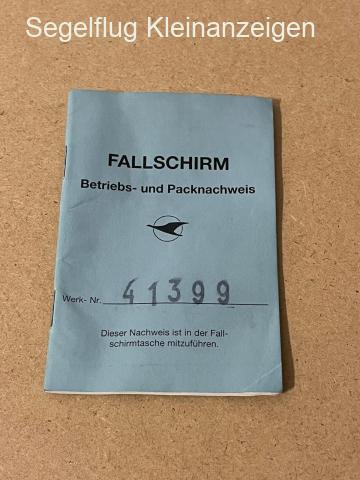 Segelflug Kleinanzeigen
FALLSCHIRM
Betriebs- und Packnachweis
Werk- Nr. 41399
Dieser Nachweis ist in der Fall-
schirmtasche mitzuführen.